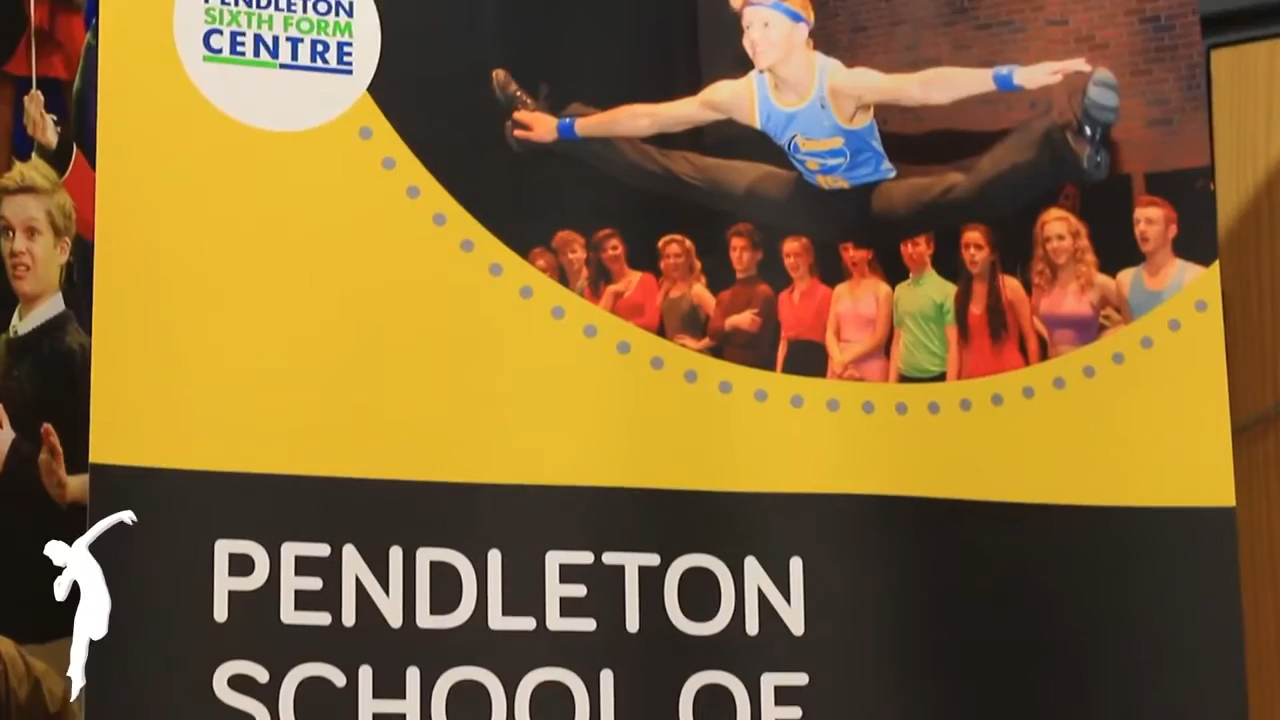 PENDLETON
SIXTH FORM
CENTRE
PENDLETON
SCHOOL OF